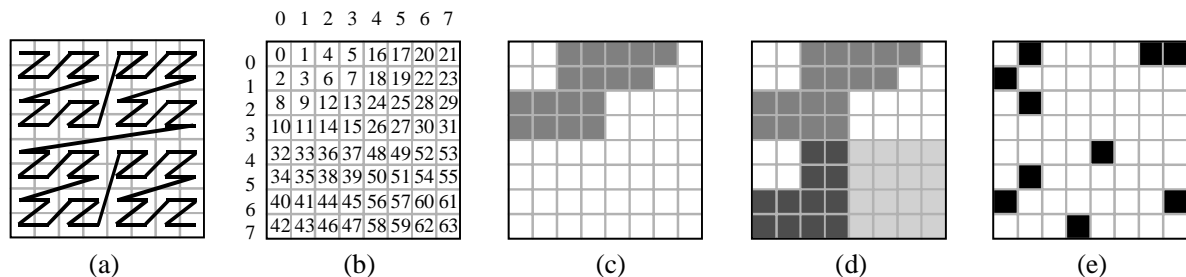 0 1 2 3 4 5 6 7
0 0 1 4 5 16 17 20 21
1 2 3 6 7 18 19 22 23
2 8 9 12 13 24 25 28 29
3 10 11 14 15 26 27 30 31
4 32 33 36 37 48 49 52 53
5 34 35 38 39 50 51 54 55
6 40 41 44 45 56 57 60 61
7 42 43 46 47 58 59 62 63
(a) (b) (c) (d) (e)